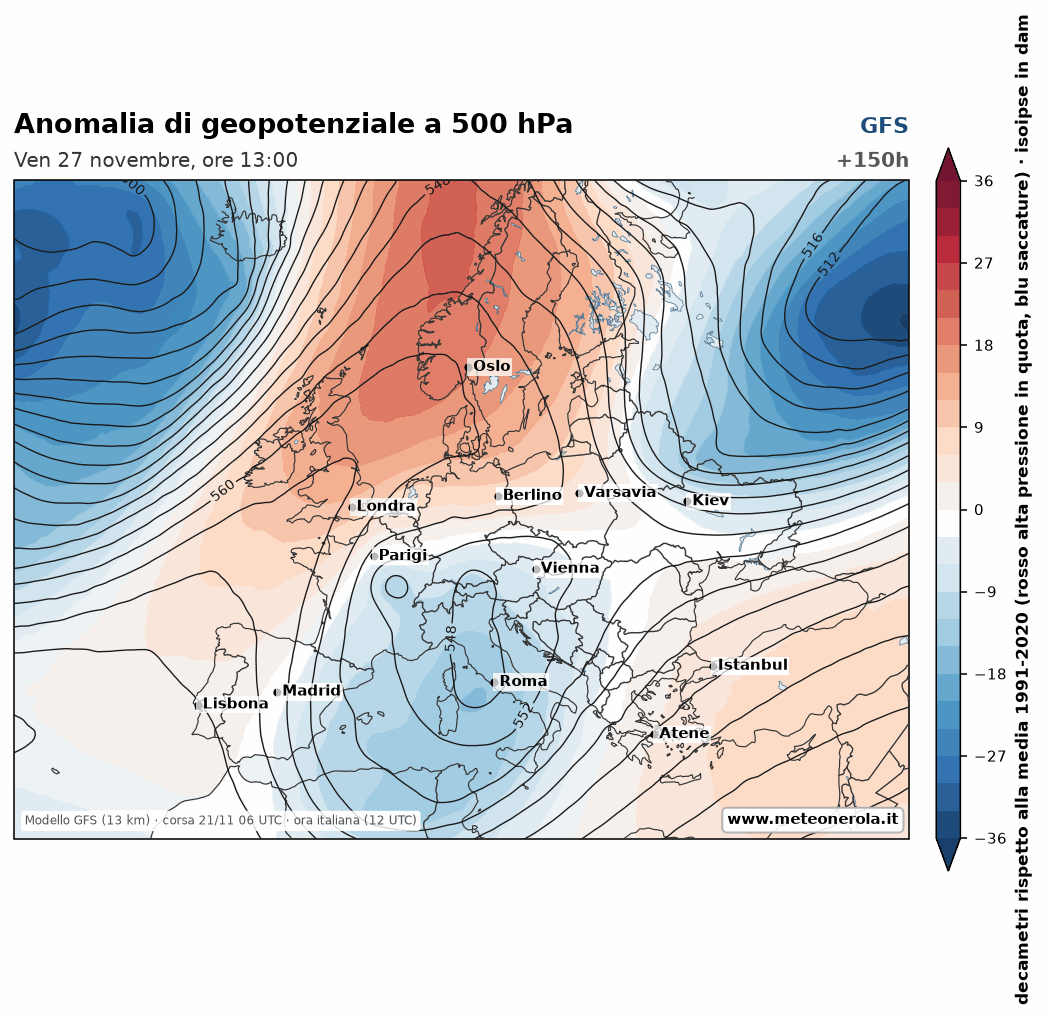 Anomalia di geopotenziale a 500 hPa
GFS
Ven 27 novembre, ore 13:00
+150h
516
512
Oslo
560
Londra
Berlino
Varsavia
Kiev
Parigi
Vienna
548
Roma
552
Madrid
Lisbona
Istanbul
Atene
Modello GFS (13 km) · corsa 21/11 06 UTC · ora italiana (12 UTC)
www.meteonerola.it
36
27
18
9
0
−9
−18
−27
−36
decametri rispetto alla media 1991-2020 (rosso alta pressione in quota, blu saccature) · isoipse in dam